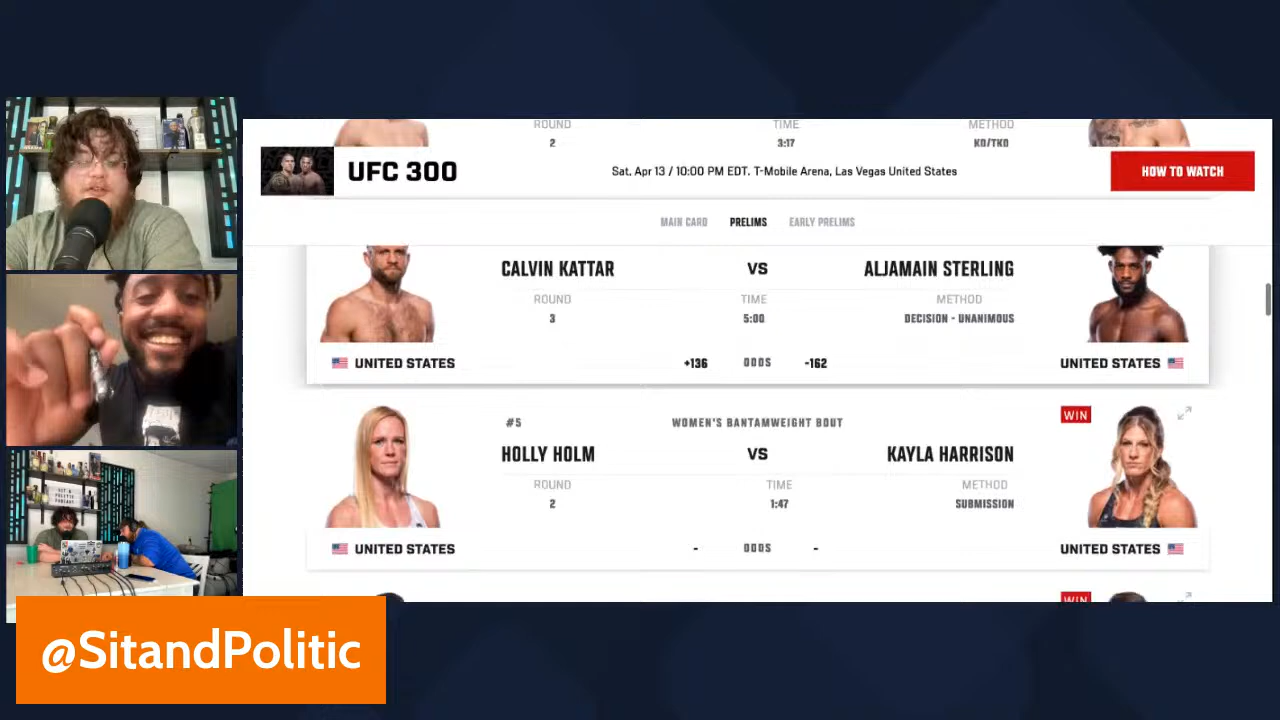 ROUND TIME METHOD
2 3:17 KO/TKO
UFC 300
Sat, Apr 13 / 10:00 PM EDT. T-Mobile Arena, Las Vegas United States
HOW TO WATCH
MAIN CARD PRELIMS EARLY PRELIMS
CALVIN KATTAR VS ALJAMAIN STERLING
ROUND TIME METHOD
3 5:00 DECISION - UNANIMOUS
UNITED STATES +136 ODDS -162 UNITED STATES
#5 WOMEN'S BANTAMWEIGHT BOUT WIN
HOLLY HOLM VS KAYLA HARRISON
ROUND TIME METHOD
2 1:47 SUBMISSION
UNITED STATES - ODDS - UNITED STATES
WIN
SIT &
POLITIC
PODCAST
@SitandPolitic